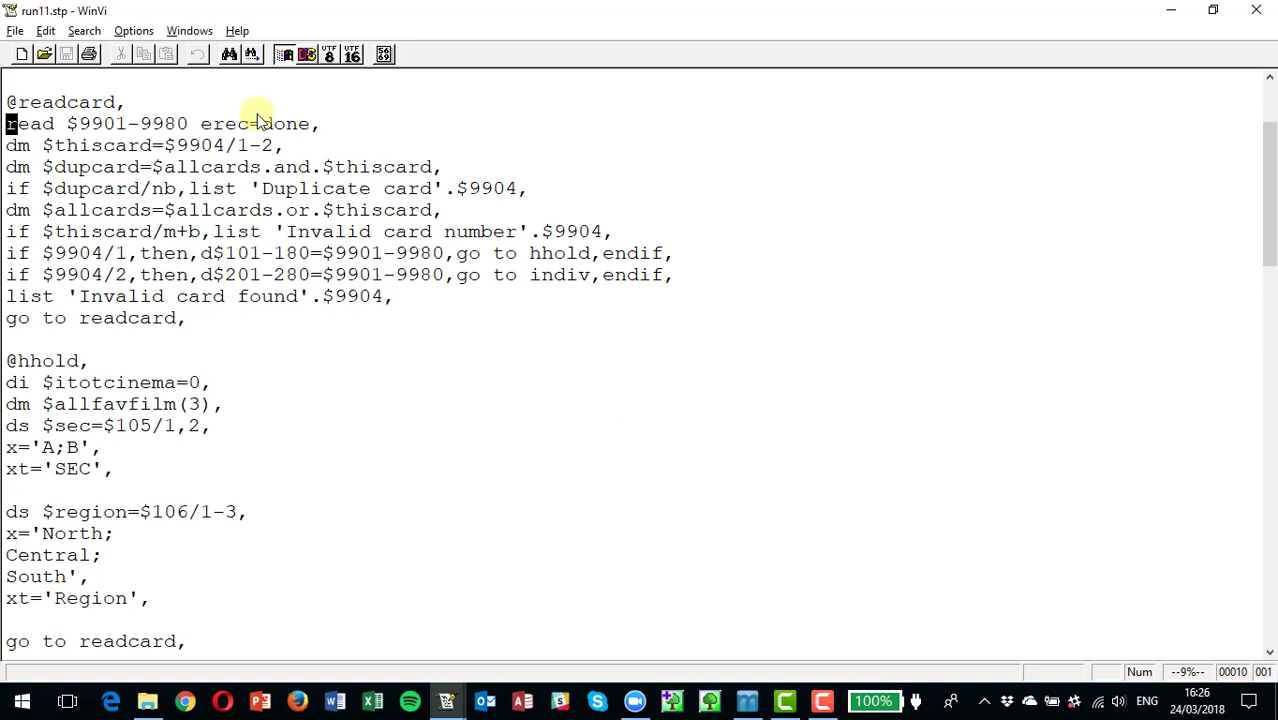 run11.stp - WinVi
File Edit Search Options Windows Help
UTF 8 UTF 16
@readcard,
read $9901-9980 erec=done,
dm $thiscard=$9904/1-2,
dm $dupcard=$allcards.and.$thiscard,
if $dupcard/nb,list 'Duplicate card'.$9904,
dm $allcards=$allcards.or.$thiscard,
if $thiscard/m+b,list 'Invalid card number'.$9904,
if $9904/1,then,d$101-180=$9901-9980,go to hhold,endif,
if $9904/2,then,d$201-280=$9901-9980,go to indiv,endif,
list 'Invalid card found'.$9904,
go to readcard,
@hhold,
di $itotcinema=0,
dm $allfavfilm(3),
ds $sec=$105/1,2,
x='A;B',
xt='SEC',
ds $region=$106/1-3,
x='North;
Central;
South',
xt='Region',
go to readcard,
Num --9%-- 00010 001
100% ENG 16:26
24/03/2018